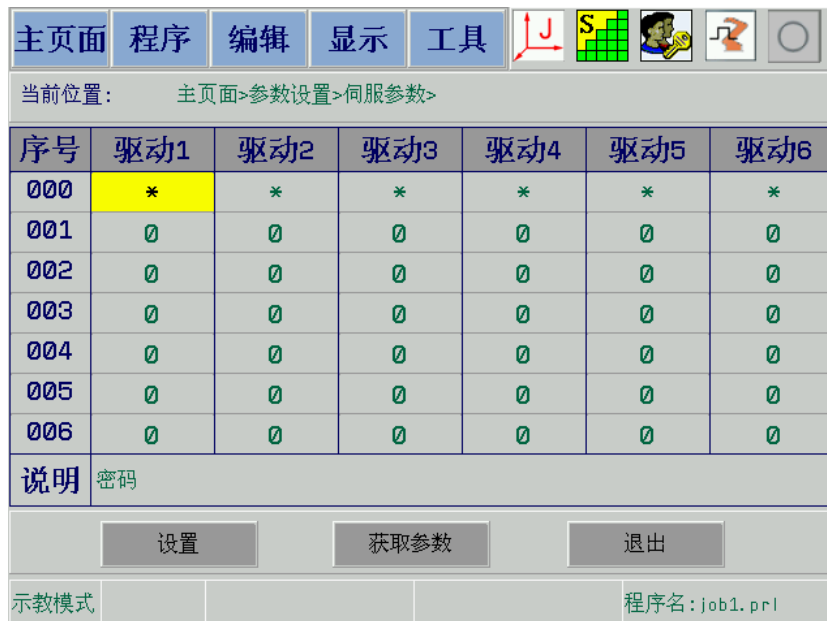 主页面 程序 编辑 显示 工具 J S
当前位置: 主页面>参数设置>伺服参数>
序号 驱动1 驱动2 驱动3 驱动4 驱动5 驱动6
000 * * * * * *
001 0 0 0 0 0 0
002 0 0 0 0 0 0
003 0 0 0 0 0 0
004 0 0 0 0 0 0
005 0 0 0 0 0 0
006 0 0 0 0 0 0
说明 密码
设置 获取参数 退出
示教模式 程序名:job1.prl